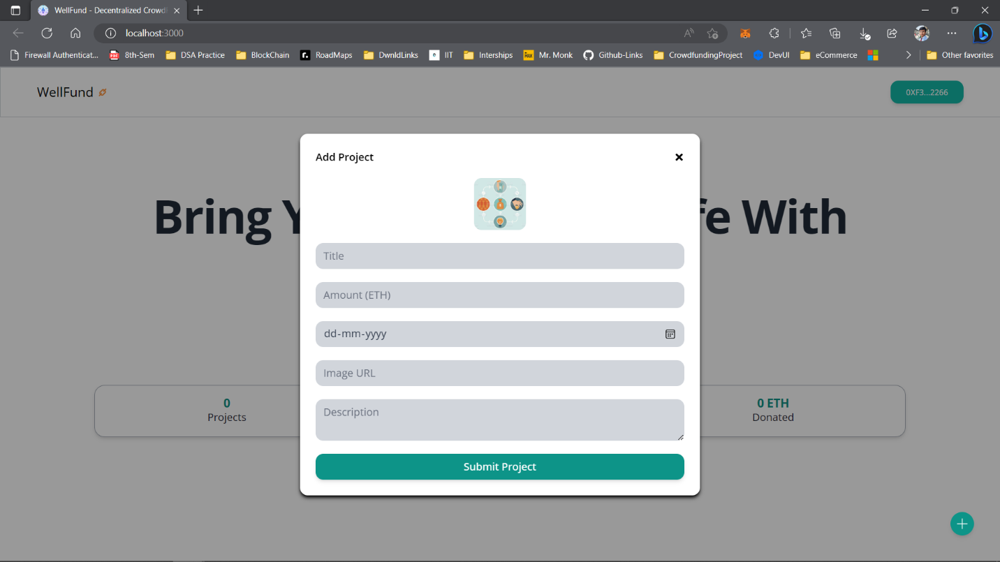 WellFund - Decentralized Crowdf
localhost:3000
Firewall Authenticat...
8th-Sem
DSA Practice
BlockChain
RoadMaps
DwnldLinks
IIT
Interships
Mr. Monk
Github-Links
CrowdfundingProject
DevUI
eCommerce
Other favorites
WellFund
0XF3...2266
Add Project
Bring Y
fe With
Title
Amount (ETH)
dd-mm-yyyy
Image URL
Description
0
Projects
0 ETH
Donated
Submit Project